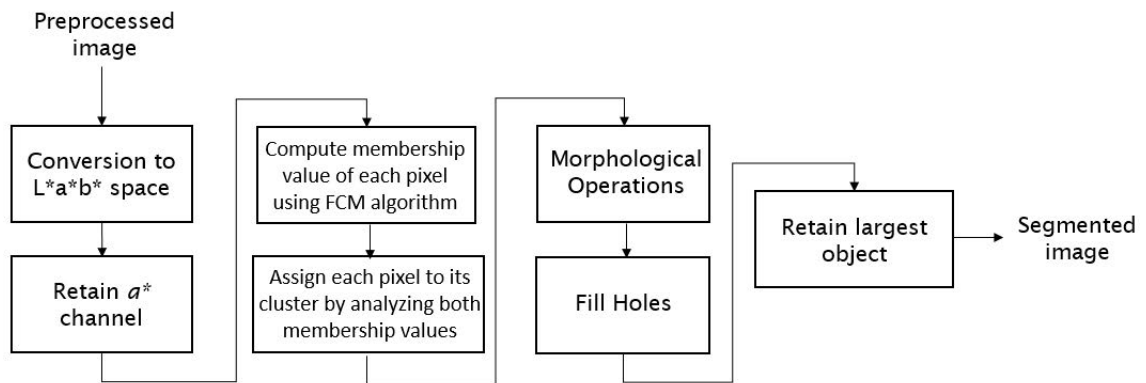 Preprocessed
image
Conversion to
L*a*b* space
Retain a*
channel
Compute membership
value of each pixel
using FCM algorithm
Assign each pixel to its
cluster by analyzing both
membership values
Morphological
Operations
Fill Holes
Retain largest
object
Segmented
image